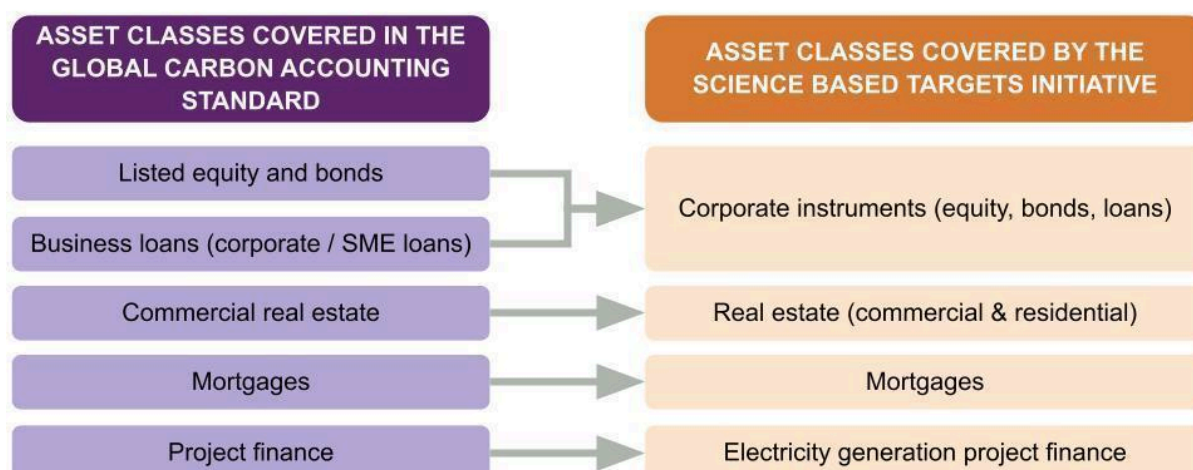 ASSET CLASSES COVERED IN THE
GLOBAL CARBON ACCOUNTING
STANDARD
ASSET CLASSES COVERED BY THE
SCIENCE BASED TARGETS INITIATIVE
Listed equity and bonds
Business loans (corporate / SME loans)
Corporate instruments (equity, bonds, loans)
Commercial real estate
Real estate (commercial & residential)
Mortgages
Mortgages
Project finance
Electricity generation project finance